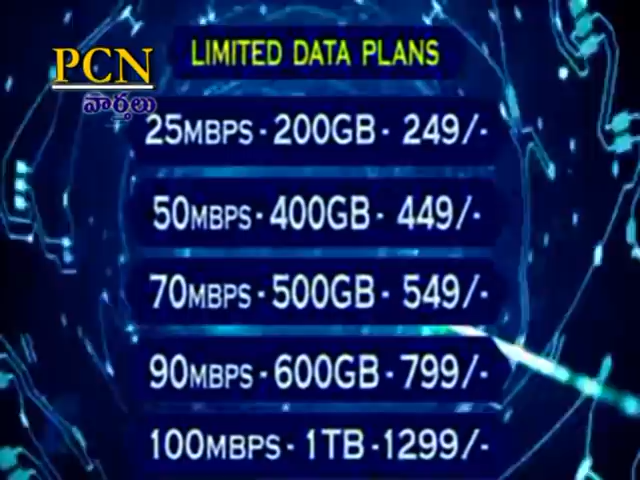 PCN
వార్తలు
LIMITED DATA PLANS
25MBPS - 200GB - 249/-
50MBPS - 400GB - 449/-
70MBPS - 500GB - 549/-
90MBPS - 600GB - 799/-
100MBPS - 1TB -1299/-